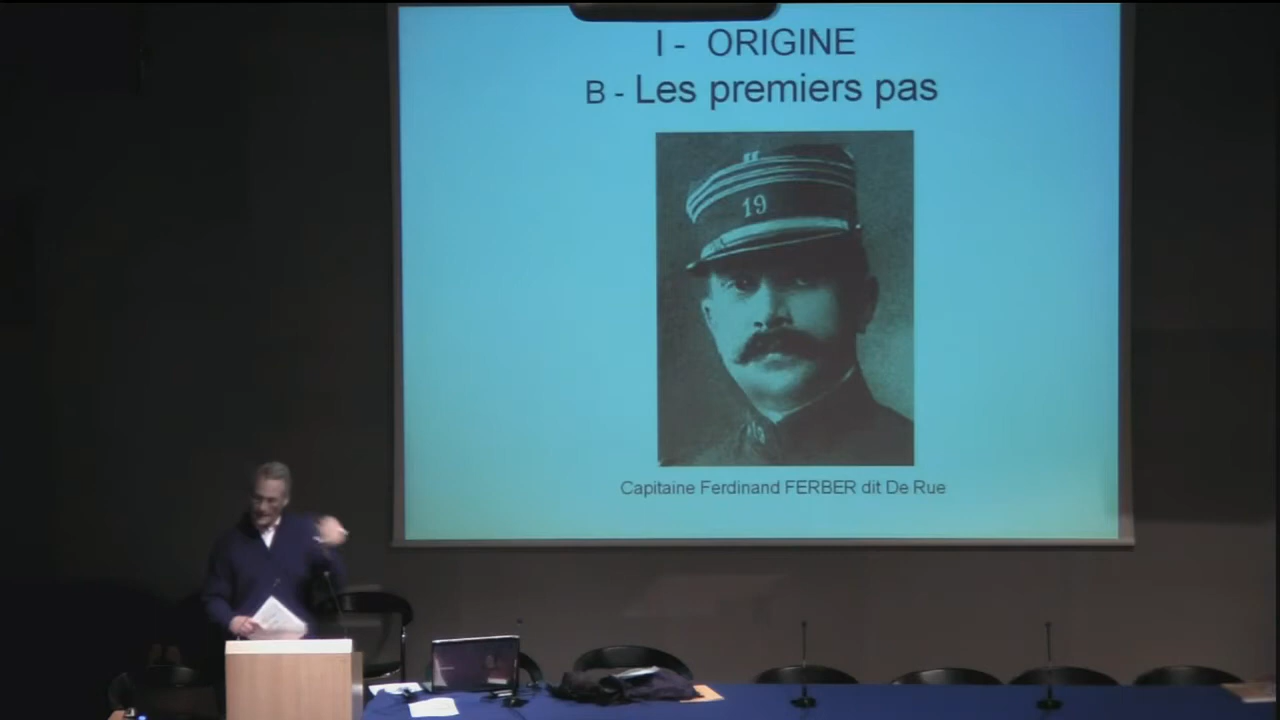 I - ORIGINE
B - Les premiers pas
19
Capitaine Ferdinand FERBER dit De Rue